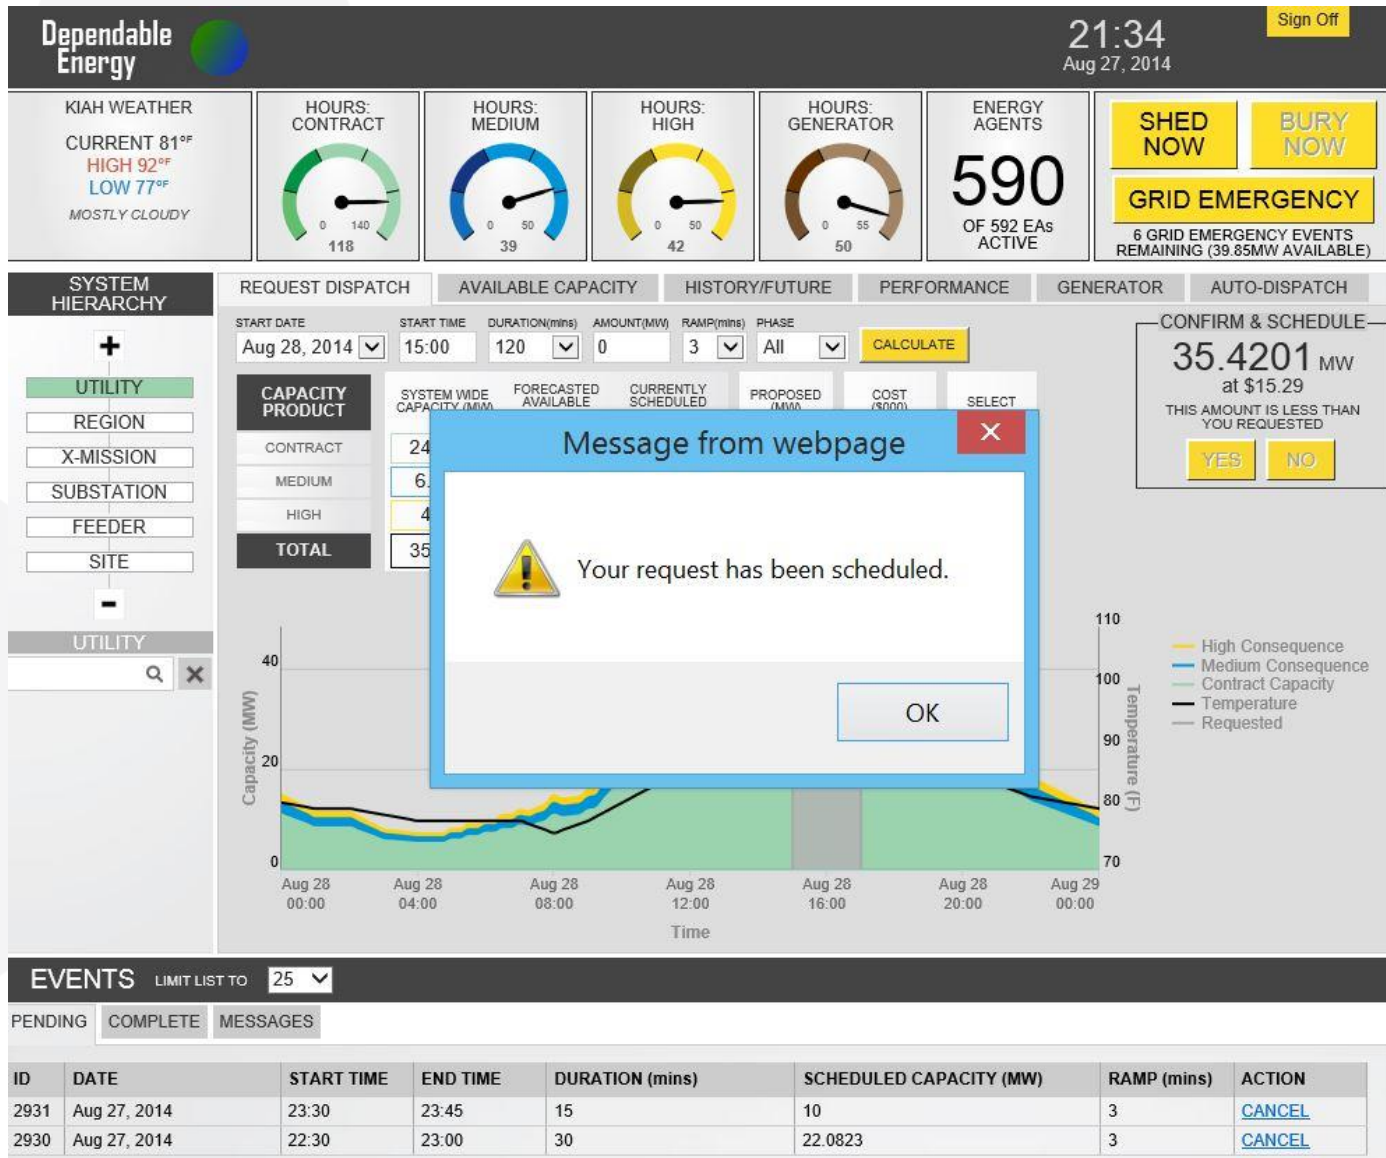 Dependable
Energy
21:34
Aug 27, 2014
Sign Off
KIAH WEATHER
CURRENT 81°F
HIGH 92°F
LOW 77°F
MOSTLY CLOUDY
HOURS:
CONTRACT
0 140
118
HOURS:
MEDIUM
0 50
39
HOURS:
HIGH
0 50
42
HOURS:
GENERATOR
0 55
50
ENERGY
AGENTS
590
OF 592 EAs
ACTIVE
SHED
NOW
BURY
NOW
GRID EMERGENCY
6 GRID EMERGENCY EVENTS
REMAINING (39.85MW AVAILABLE)
SYSTEM
HIERARCHY
+
UTILITY
REGION
X-MISSION
SUBSTATION
FEEDER
SITE
-
UTILITY
REQUEST DISPATCH AVAILABLE CAPACITY HISTORY/FUTURE PERFORMANCE GENERATOR AUTO-DISPATCH
START DATE START TIME DURATION(mins) AMOUNT(MW) RAMP(mins) PHASE
Aug 28, 2014 15:00 120 0 3 All CALCULATE
CAPACITY
PRODUCT
SYSTEM WIDE
CAPACITY (MW)
FORECASTED
AVAILABLE
CURRENTLY
SCHEDULED
PROPOSED
(MW)
COST
($000)
SELECT
CONTRACT 24
MEDIUM 6.
HIGH 4
TOTAL 35
CONFIRM & SCHEDULE
35.4201 MW
at $15.29
THIS AMOUNT IS LESS THAN
YOU REQUESTED
YES NO
Message from webpage
X
Your request has been scheduled.
OK
Capacity (MW)
40
20
0
110
100
90
80
70
Temperature (F)
Aug 28 Aug 28 Aug 28 Aug 28 Aug 28 Aug 28 Aug 29
00:00 04:00 08:00 12:00 16:00 20:00 00:00
Time
High Consequence
Medium Consequence
Contract Capacity
Temperature
Requested
EVENTS LIMIT LIST TO 25
PENDING COMPLETE MESSAGES
ID DATE START TIME END TIME DURATION (mins) SCHEDULED CAPACITY (MW) RAMP (mins) ACTION
2931 Aug 27, 2014 23:30 23:45 15 10 3 CANCEL
2930 Aug 27, 2014 22:30 23:00 30 22.0823 3 CANCEL